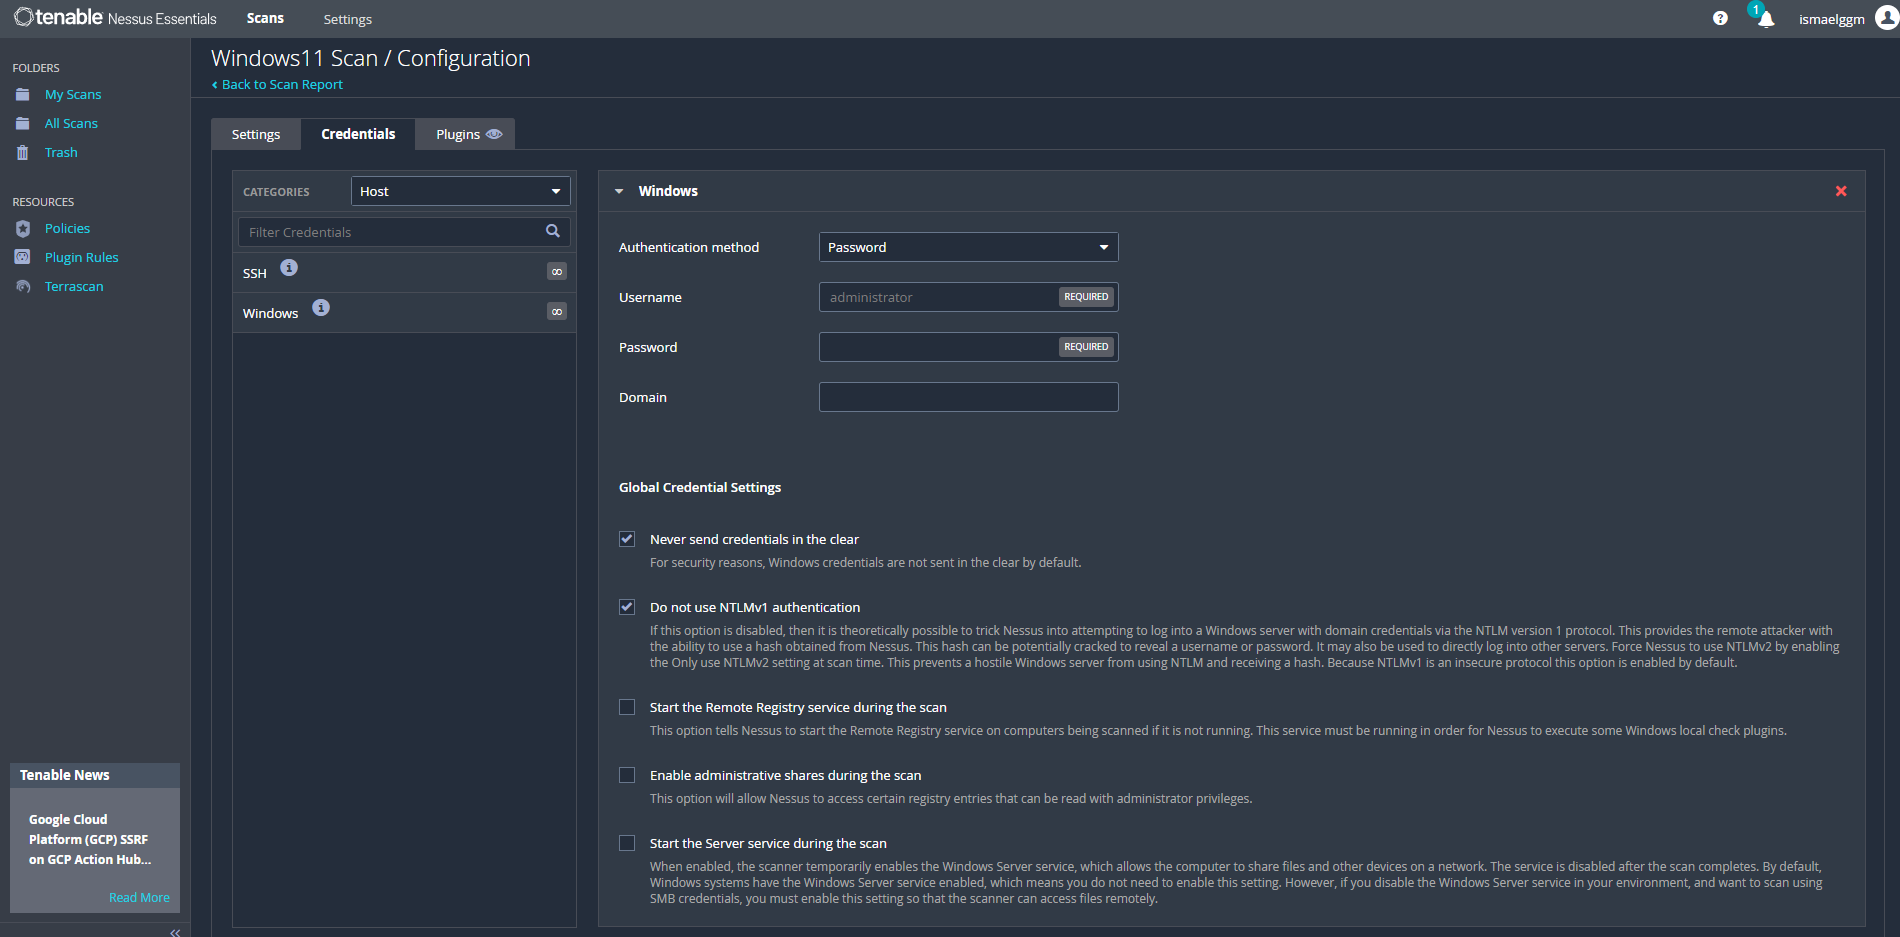 tenable Nessus Essentials
Scans
Settings
?
1
ismaelggm
FOLDERS
My Scans
All Scans
Trash
RESOURCES
Policies
Plugin Rules
Terrascan
Tenable News
Google Cloud
Platform (GCP) SSRF
on GCP Action Hub...
Read More
«
Windows11 Scan / Configuration
‹ Back to Scan Report
Settings
Credentials
Plugins
CATEGORIES
Host
Filter Credentials
SSH
i
∞
Windows
i
∞
Windows
Authentication method
Password
Username
administrator
REQUIRED
Password
REQUIRED
Domain
Global Credential Settings
Never send credentials in the clear
For security reasons, Windows credentials are not sent in the clear by default.
Do not use NTLMv1 authentication
If this option is disabled, then it is theoretically possible to trick Nessus into attempting to log into a Windows server with domain credentials via the NTLM version 1 protocol. This provides the remote attacker with
the ability to use a hash obtained from Nessus. This hash can be potentially cracked to reveal a username or password. It may also be used to directly log into other servers. Force Nessus to use NTLMv2 by enabling
the Only use NTLMv2 setting at scan time. This prevents a hostile Windows server from using NTLM and receiving a hash. Because NTLMv1 is an insecure protocol this option is enabled by default.
Start the Remote Registry service during the scan
This option tells Nessus to start the Remote Registry service on computers being scanned if it is not running. This service must be running in order for Nessus to execute some Windows local check plugins.
Enable administrative shares during the scan
This option will allow Nessus to access certain registry entries that can be read with administrator privileges.
Start the Server service during the scan
When enabled, the scanner temporarily enables the Windows Server service, which allows the computer to share files and other devices on a network. The service is disabled after the scan completes. By default,
Windows systems have the Windows Server service enabled, which means you do not need to enable this setting. However, if you disable the Windows Server service in your environment, and want to scan using
SMB credentials, you must enable this setting so that the scanner can access files remotely.